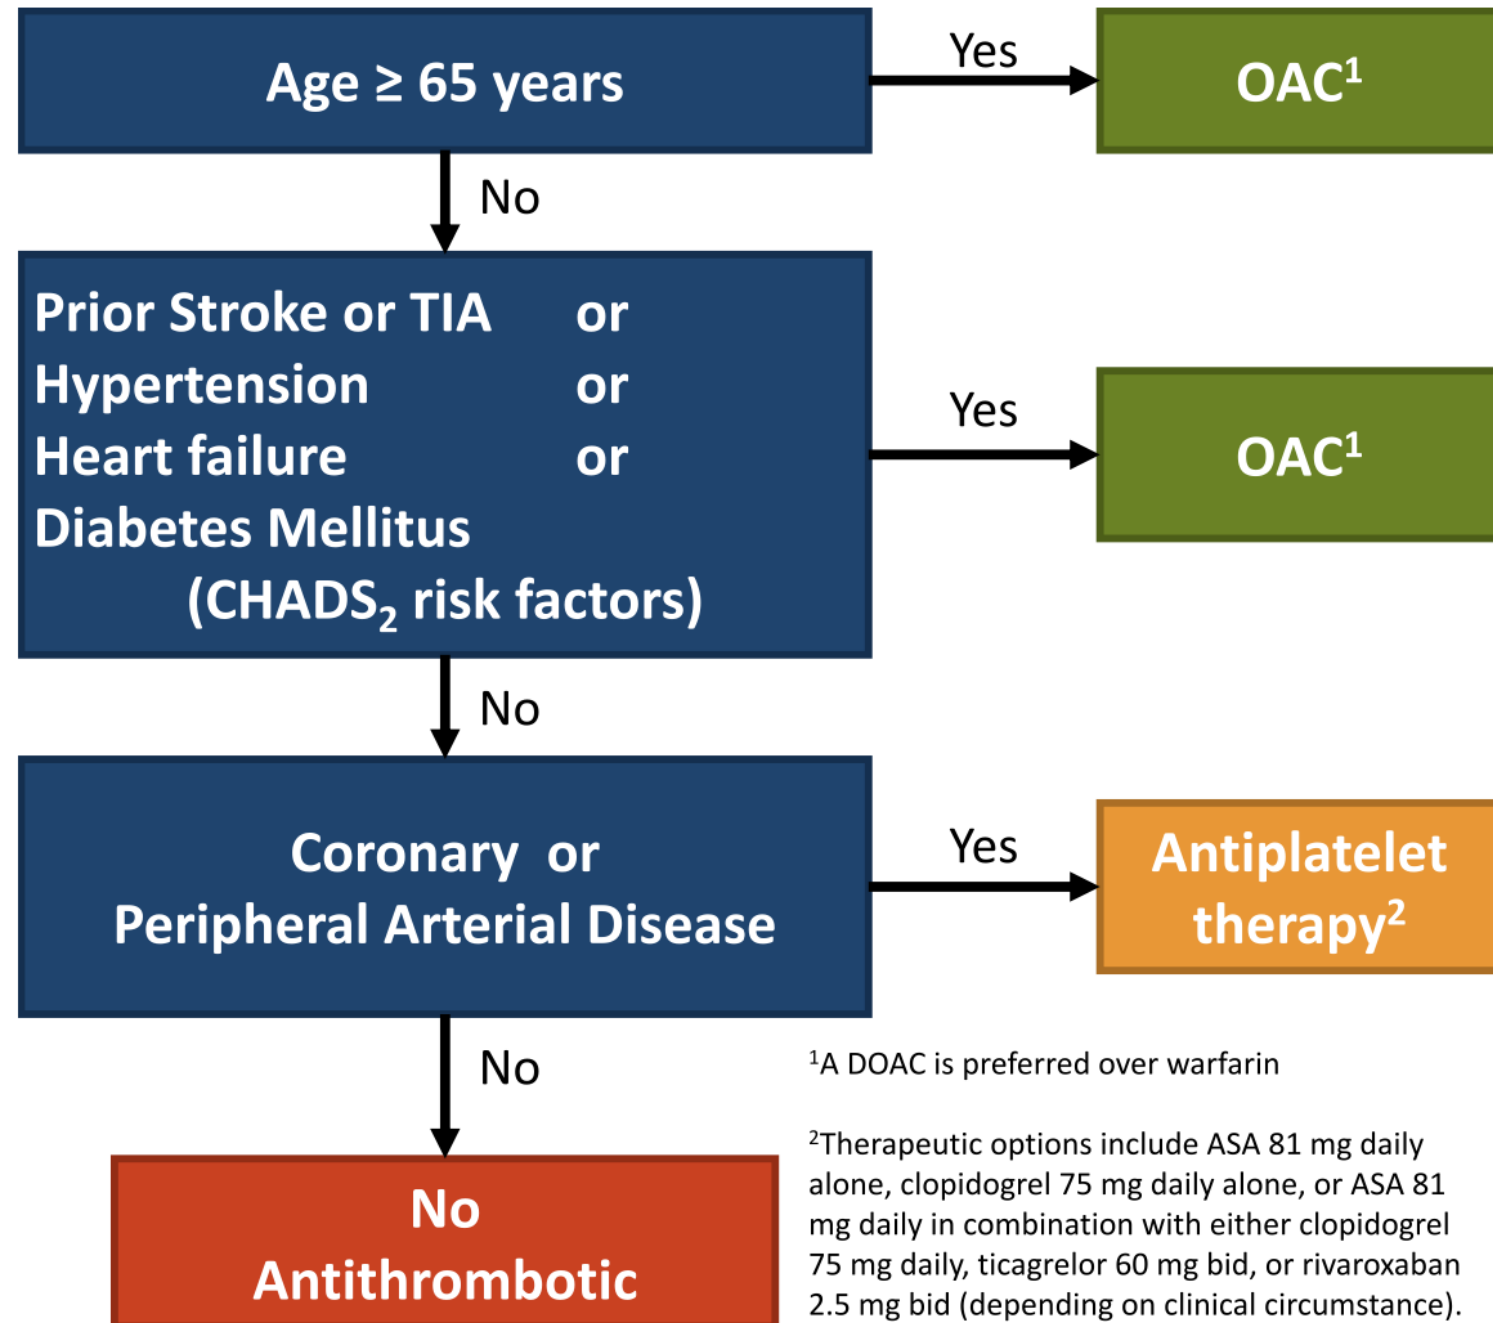 Age ≥ 65 years
Yes
OAC¹
No
Prior Stroke or TIA or
Hypertension or
Heart failure or
Diabetes Mellitus
(CHADS₂ risk factors)
Yes
OAC¹
No
Coronary or
Peripheral Arterial Disease
Yes
Antiplatelet
therapy²
No
No
Antithrombotic
¹A DOAC is preferred over warfarin
²Therapeutic options include ASA 81 mg daily
alone, clopidogrel 75 mg daily alone, or ASA 81
mg daily in combination with either clopidogrel
75 mg daily, ticagrelor 60 mg bid, or rivaroxaban
2.5 mg bid (depending on clinical circumstance).